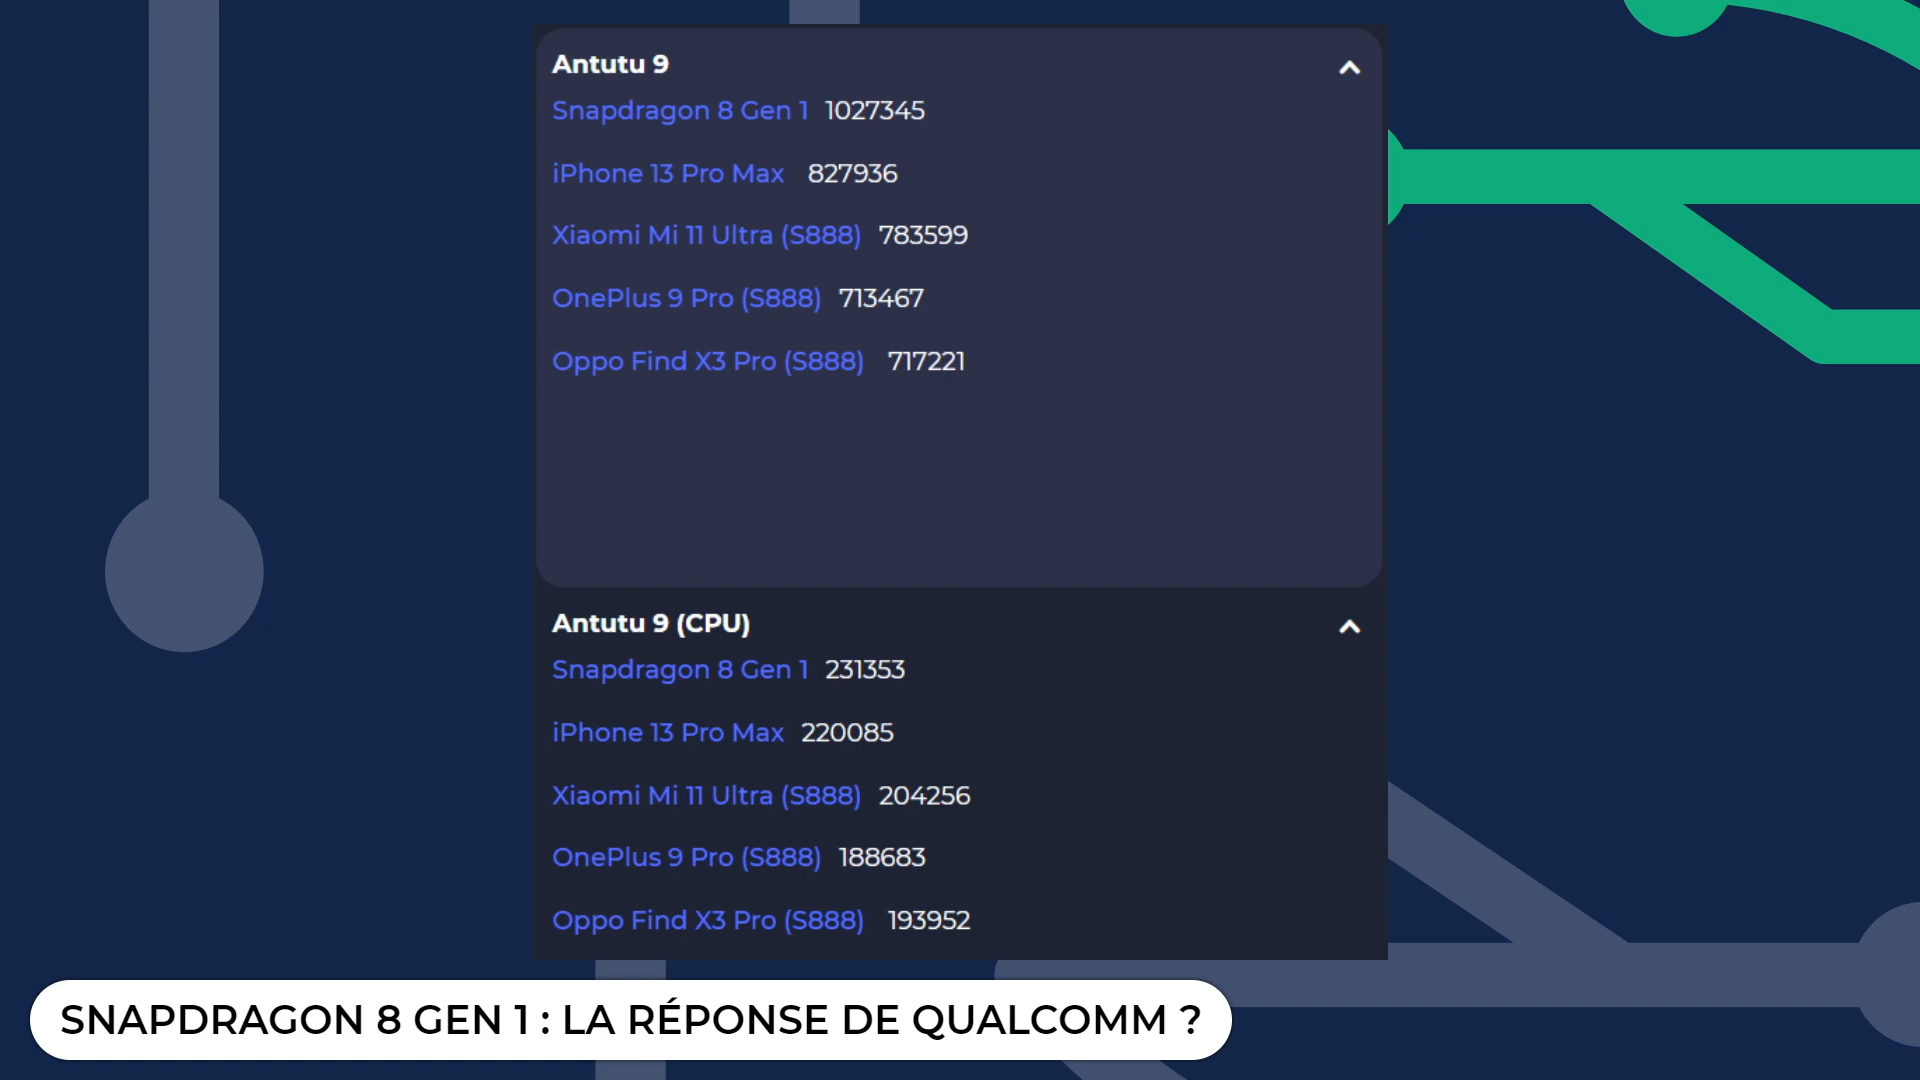 Antutu 9
Snapdragon 8 Gen 1 1027345
iPhone 13 Pro Max 827936
Xiaomi Mi 11 Ultra (S888) 783599
OnePlus 9 Pro (S888) 713467
Oppo Find X3 Pro (S888) 717221
Antutu 9 (CPU)
Snapdragon 8 Gen 1 231353
iPhone 13 Pro Max 220085
Xiaomi Mi 11 Ultra (S888) 204256
OnePlus 9 Pro (S888) 188683
Oppo Find X3 Pro (S888) 193952
SNAPDRAGON 8 GEN 1 : LA RÉPONSE DE QUALCOMM ?